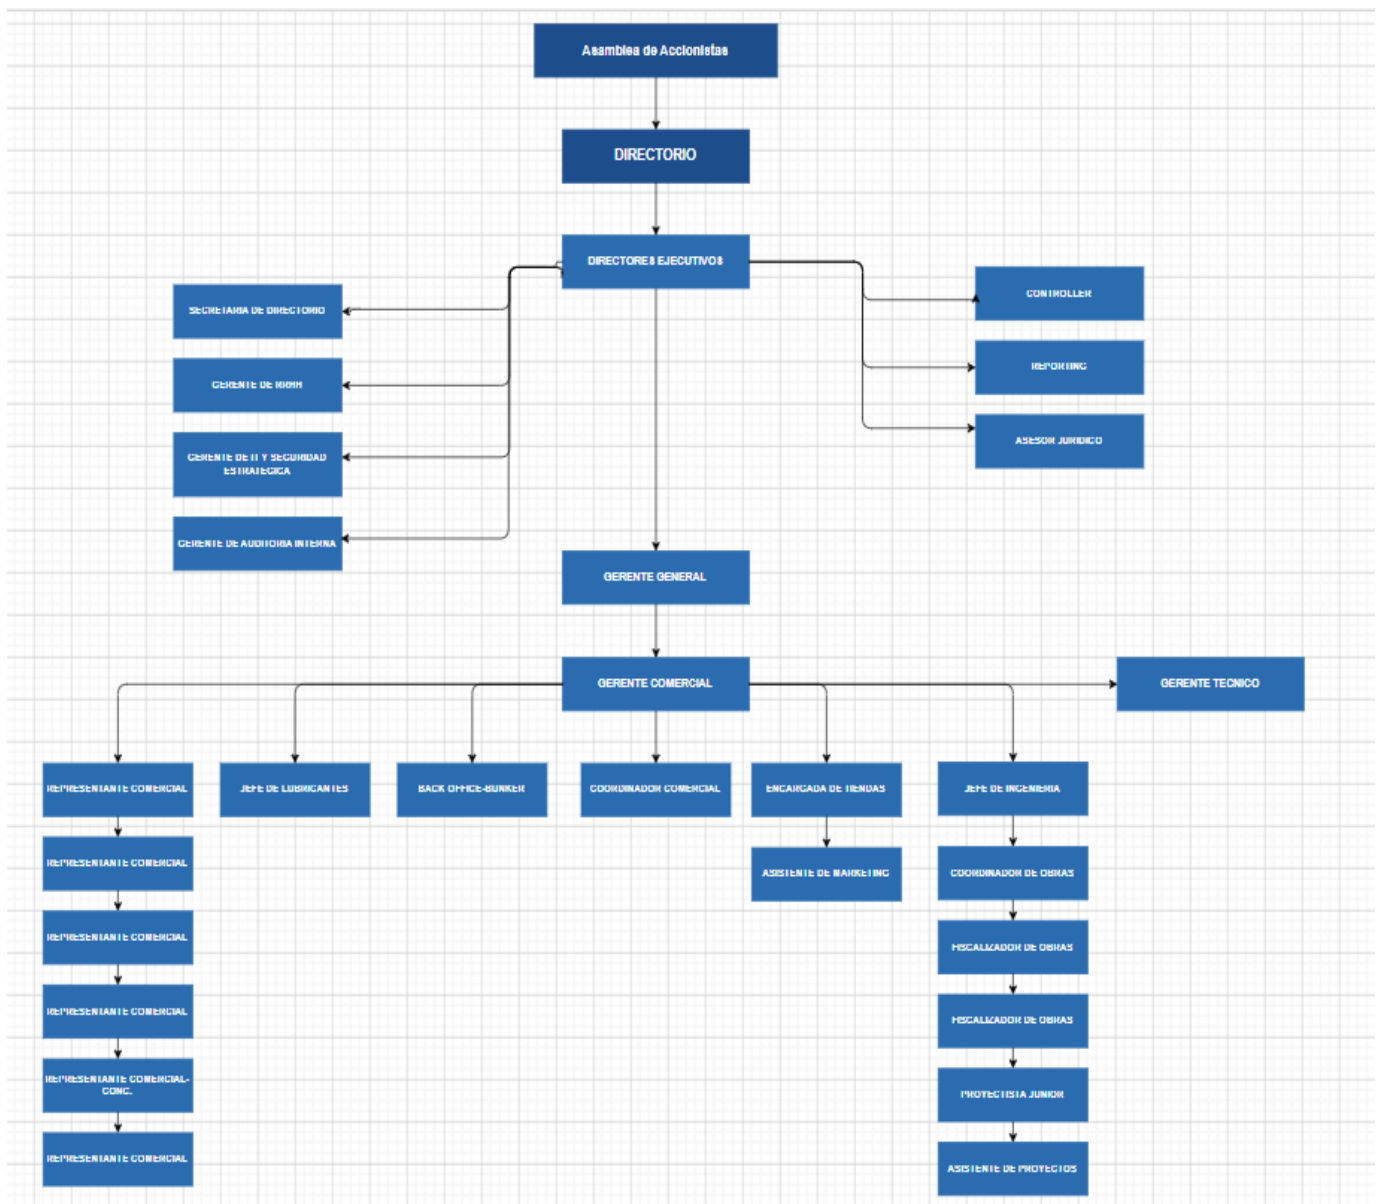 Asamblea de Accionistas
DIRECTORIO
DIRECTORES EJECUTIVOS
CONTROLLER
SECRETARIA DE DIRECTORIO
REPORTING
GERENTE DE RRHH
ASESOR JURIDICO
GERENTE DE IT Y SEGURIDAD
ESTRATEGICA
GERENTE DE AUDITORIA INTERNA
GERENTE GENERAL
GERENTE COMERCIAL
GERENTE TECNICO
REPRESENTANTE COMERCIAL
JEFE DE LUBRICANTES
BACK OFFICE-BUNKER
COORDINADOR COMERCIAL
ENCARGADA DE TIENDAS
JEFE DE INGENIERIA
REPRESENTANTE COMERCIAL
ASISTENTE DE MARKETING
COORDINADOR DE OBRAS
REPRESENTANTE COMERCIAL
FISCALIZADOR DE OBRAS
REPRESENTANTE COMERCIAL
FISCALIZADOR DE OBRAS
REPRESENTANTE COMERCIAL-
CONC.
PROYECTISTA JUNIOR
REPRESENTANTE COMERCIAL
ASISTENTE DE PROYECTOS